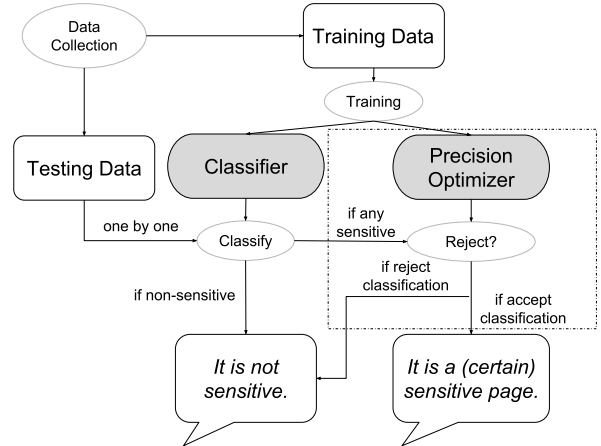 Data
Collection
Training Data
Training
Testing Data
Classifier
Precision
Optimizer
one by one
Classify
if any
sensitive
Reject?
if non-sensitive
if reject
classification
if accept
classification
It is not
sensitive.
It is a (certain)
sensitive page.